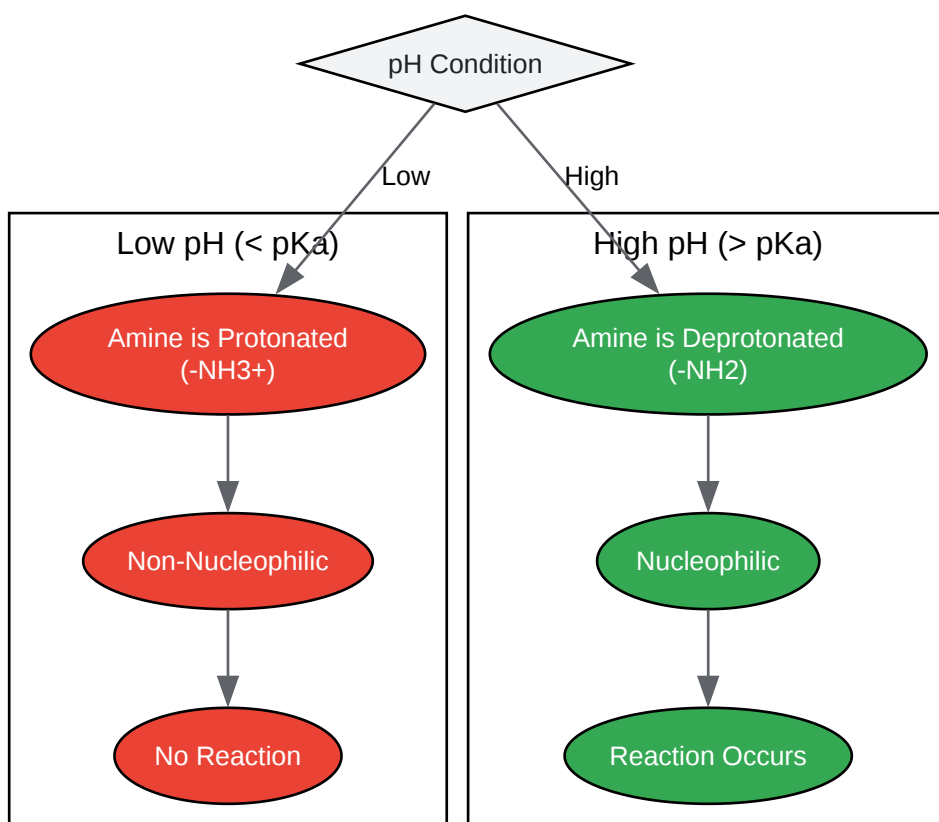 pH Condition
Low
High
Low pH (< pKa)
High pH (> pKa)
Amine is Protonated
(-NH3+)
Amine is Deprotonated
(-NH2)
Non-Nucleophilic
Nucleophilic
No Reaction
Reaction Occurs